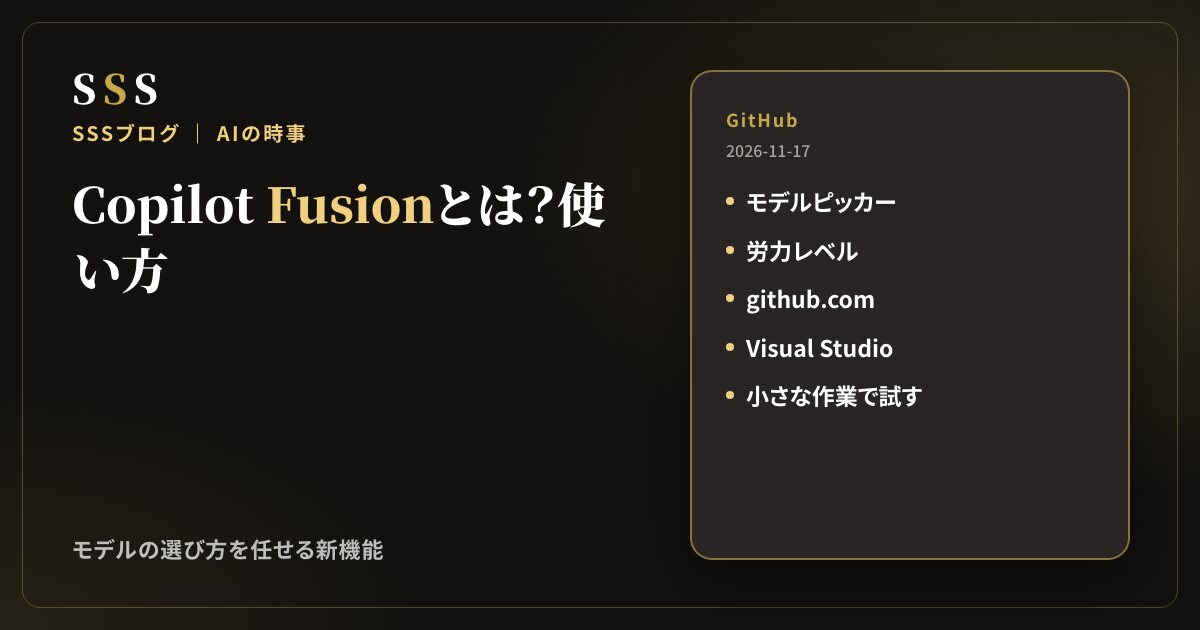 SSS
SSSブログ ｜ AIの時事
Copilot Fusionとは？使
い方
モデルの選び方を任せる新機能
GitHub
2026-11-17
モデルピッカー
労力レベル
github.com
Visual Studio
小さな作業で試す